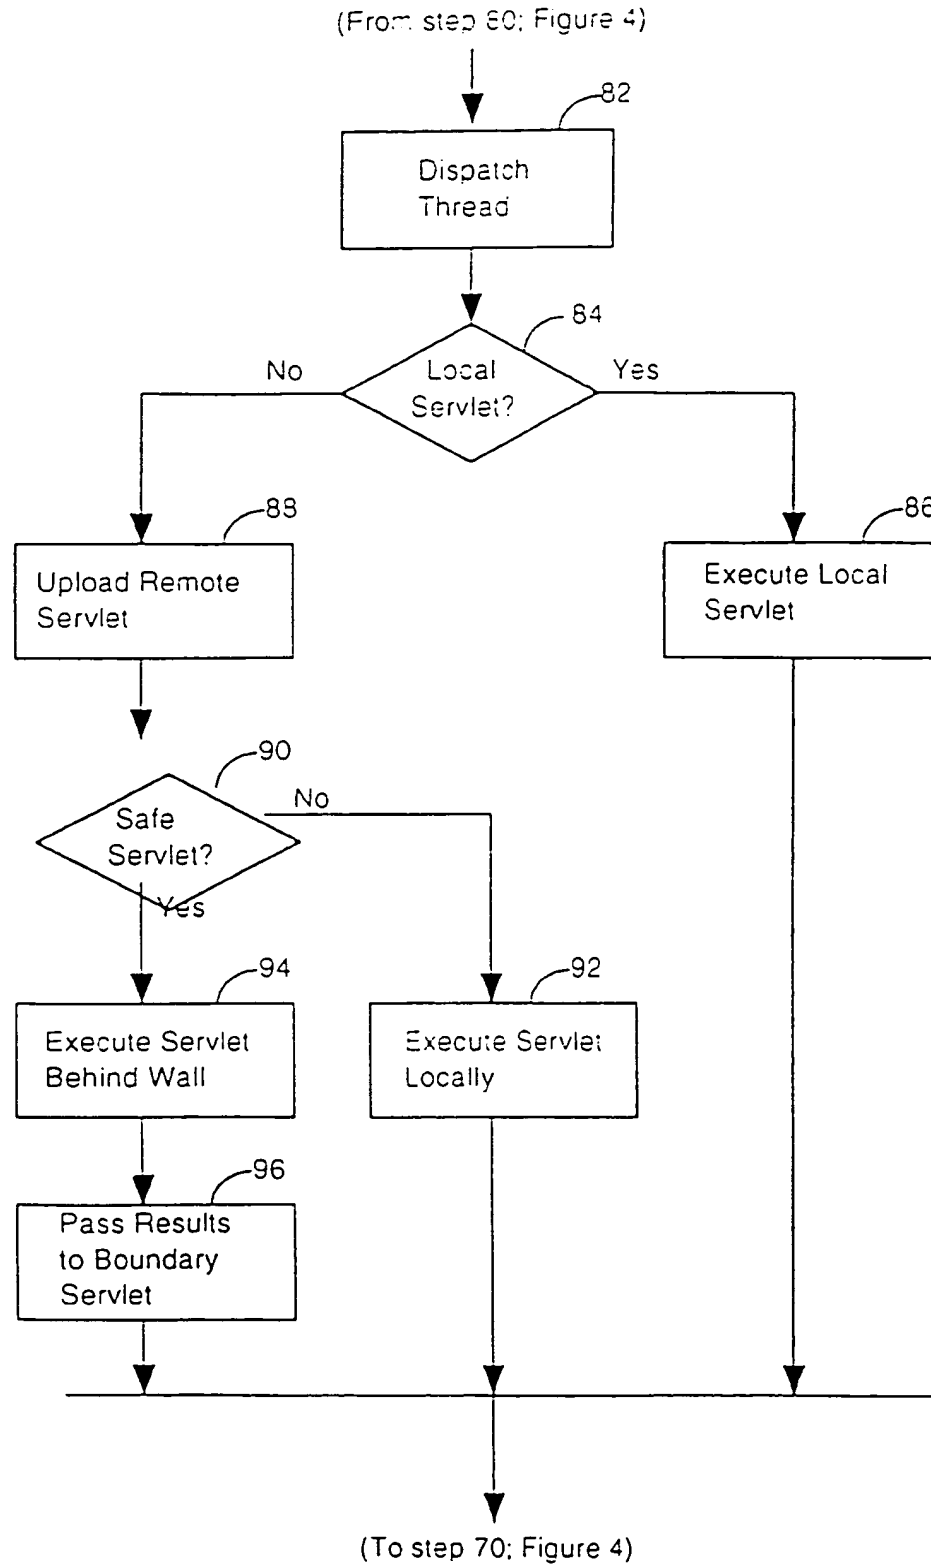 (From step 80; Figure 4)
82
Dispatch
Thread
84
No
Local
Servlet?
Yes
88
86
Upload Remote
Servlet
Execute Local
Servlet
90
No
Safe
Servlet?
Yes
94
92
Execute Servlet
Behind Wall
Execute Servlet
Locally
96
Pass Results
to Boundary
Servlet
(To step 70; Figure 4)